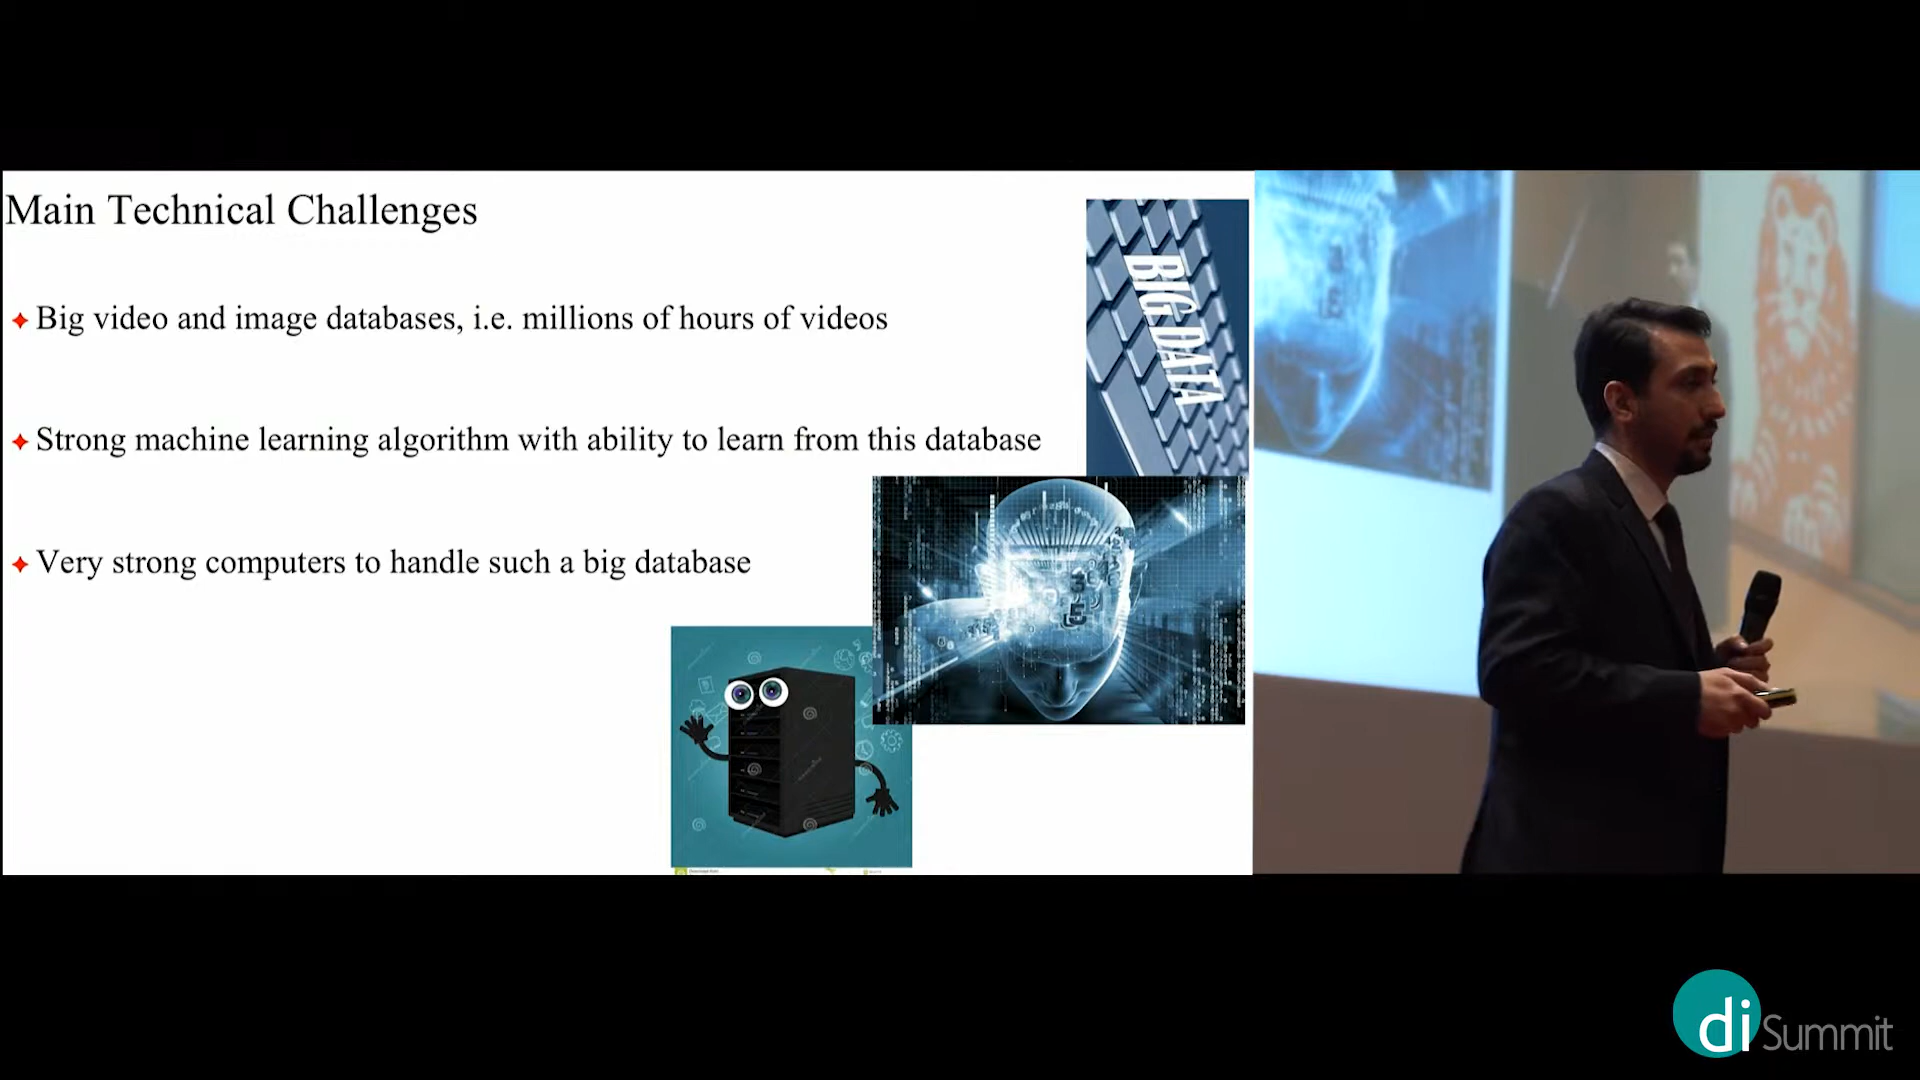 Main Technical Challenges
Big video and image databases, i.e. millions of hours of videos
Strong machine learning algorithm with ability to learn from this database
Very strong computers to handle such a big database
BIG DATA
di Summit